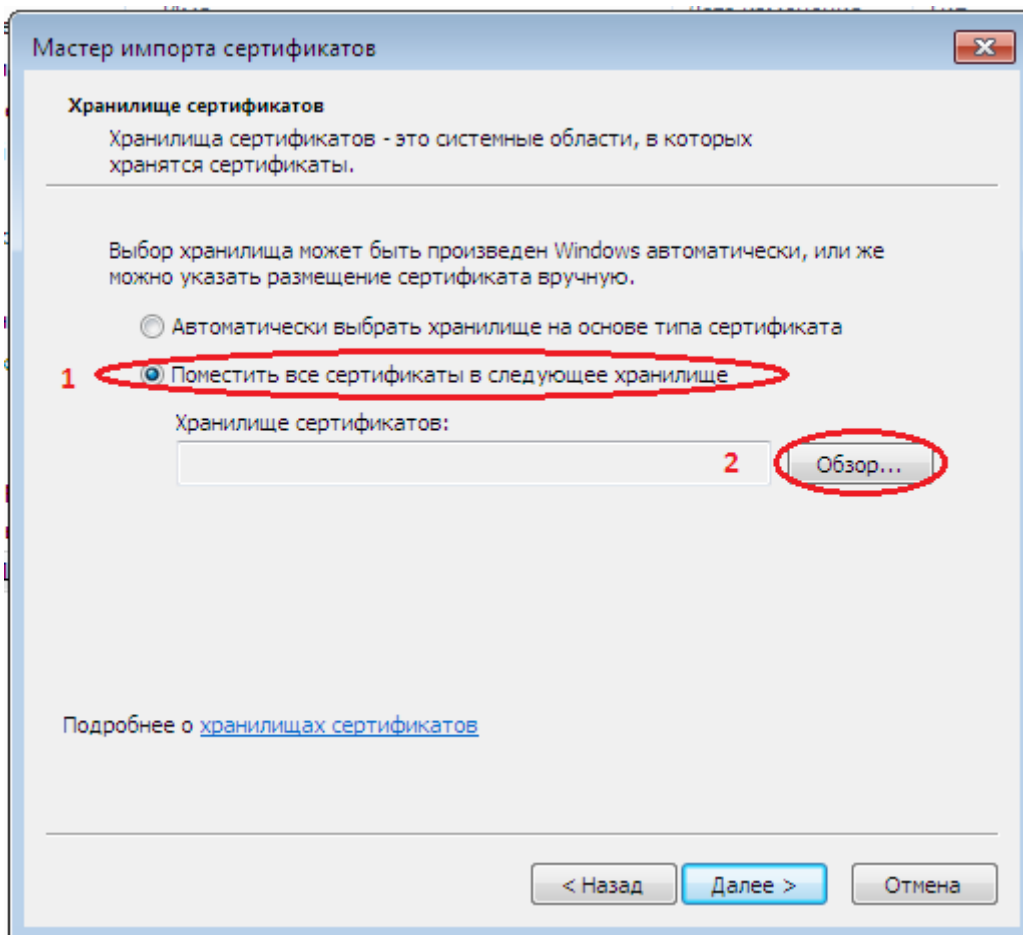 Мастер импорта сертификатов
Хранилище сертификатов
Хранилища сертификатов - это системные области, в которых
хранятся сертификаты.
Выбор хранилища может быть произведен Windows автоматически, или же
можно указать размещение сертификата вручную.
Автоматически выбрать хранилище на основе типа сертификата
1 Поместить все сертификаты в следующее хранилище
Хранилище сертификатов:
2 Обзор...
Подробнее о хранилищах сертификатов
< Назад Далее > Отмена